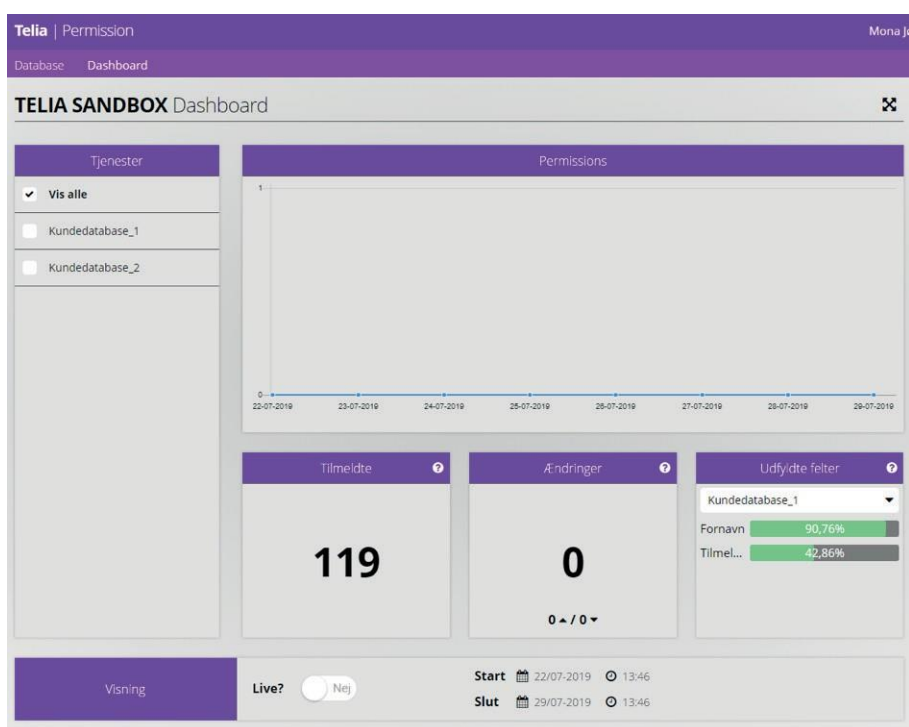 Telia | Permission
Mona J
Database Dashboard
TELIA SANDBOX Dashboard
Tjenester
Vis alle
Kundedatabase_1
Kundedatabase_2
Permissions
1
0
22-07-2019 23-07-2019 24-07-2019 25-07-2019 26-07-2019 27-07-2019 28-07-2019 29-07-2019
Tilmeldte
119
Ændringer
0
0 / 0
Udfyldte felter
Kundedatabase_1
Fornavn 90,76%
Tilmel... 42,86%
Visning
Live? Nej
Start 22/07-2019 13:46
Slut 29/07-2019 13:46